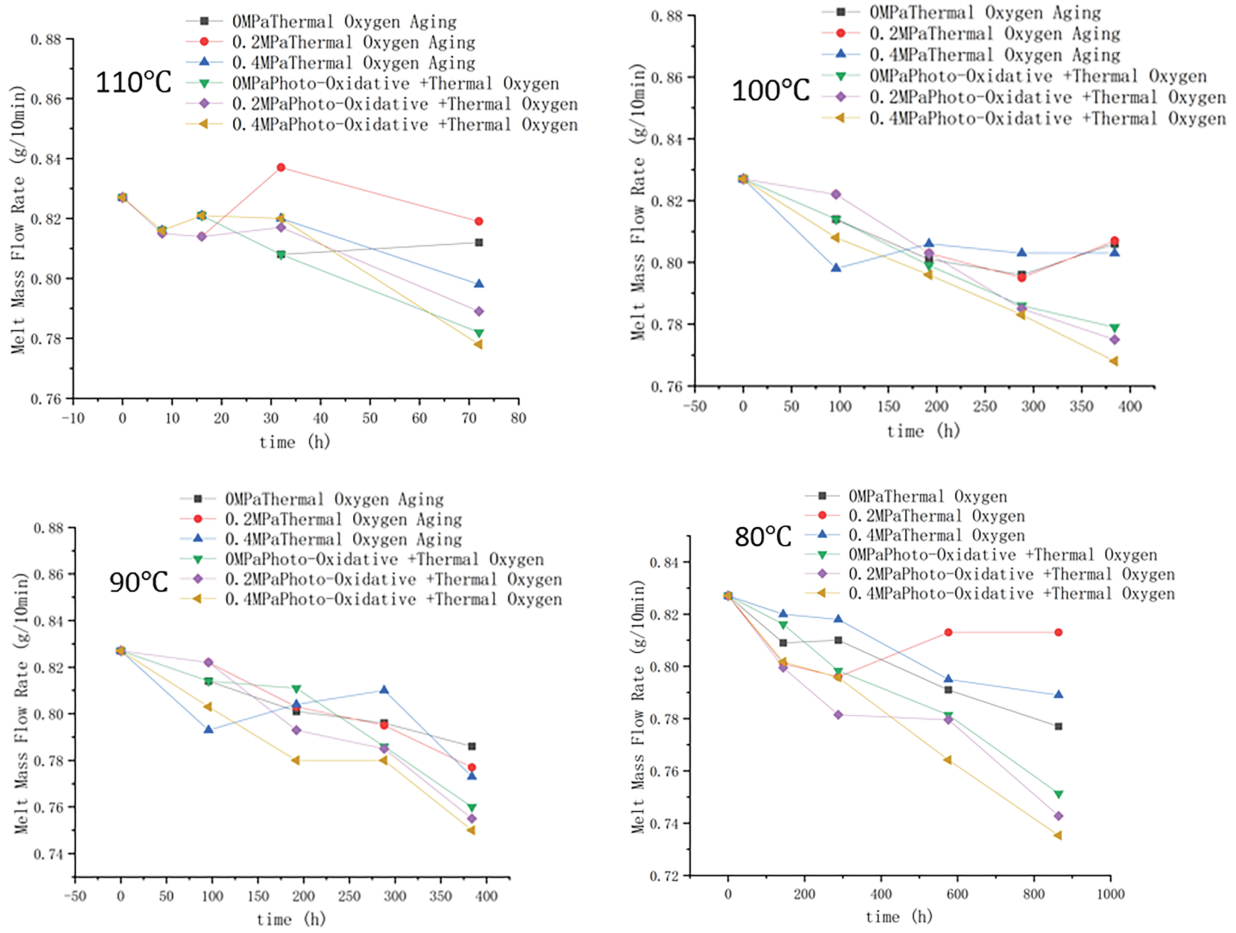 0MPaThermal Oxygen Aging
0.2MPaThermal Oxygen Aging
0.4MPaThermal Oxygen Aging
0MPaPhoto-Oxidative +Thermal Oxygen
0.2MPaPhoto-Oxidative +Thermal Oxygen
0.4MPaPhoto-Oxidative +Thermal Oxygen
110℃
Melt Mass Flow Rate (g/10min)
0.88
0.86
0.84
0.82
0.80
0.78
0.76
-10 0 10 20 30 40 50 60 70 80
time (h)
0MPaThermal Oxygen Aging
0.2MPaThermal Oxygen Aging
0.4MPaThermal Oxygen Aging
0MPaPhoto-Oxidative +Thermal Oxygen
0.2MPaPhoto-Oxidative +Thermal Oxygen
0.4MPaPhoto-Oxidative +Thermal Oxygen
100℃
Melt Mass Flow Rate (g/10min)
0.88
0.86
0.84
0.82
0.80
0.78
0.76
-50 0 50 100 150 200 250 300 350 400
time (h)
0MPaThermal Oxygen Aging
0.2MPaThermal Oxygen Aging
0.4MPaThermal Oxygen Aging
0MPaPhoto-Oxidative +Thermal Oxygen
0.2MPaPhoto-Oxidative +Thermal Oxygen
0.4MPaPhoto-Oxidative +Thermal Oxygen
90℃
Melt Mass Flow Rate (g/10min)
0.88
0.86
0.84
0.82
0.80
0.78
0.76
0.74
-50 0 50 100 150 200 250 300 350 400
time (h)
0MPaThermal Oxygen
0.2MPaThermal Oxygen
0.4MPaThermal Oxygen
0MPaPhoto-Oxidative +Thermal Oxygen
0.2MPaPhoto-Oxidative +Thermal Oxygen
0.4MPaPhoto-Oxidative +Thermal Oxygen
80℃
Melt Mass Flow Rate (g/10min)
0.84
0.82
0.80
0.78
0.76
0.74
0.72
0 200 400 600 800 1000
time (h)